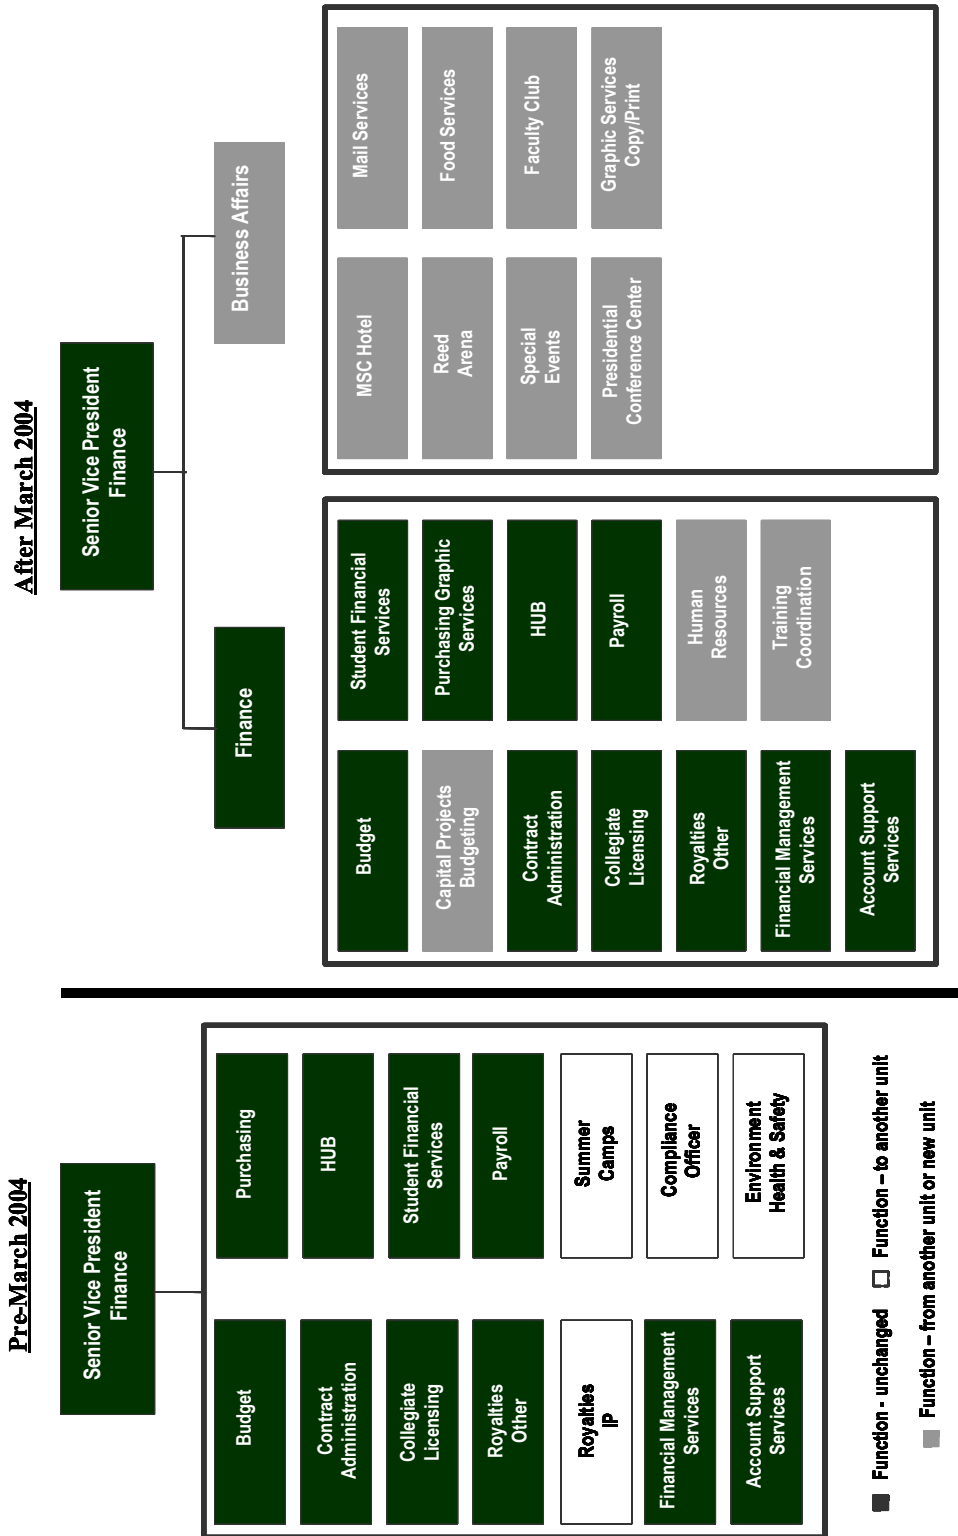 Pre-March 2004
Senior Vice President
Finance
Budget
Contract
Administration
Collegiate
Licensing
Royalties
Other
Royalties
IP
Financial Management
Services
Account Support
Services
Purchasing
HUB
Student Financial
Services
Payroll
Summer
Camps
Compliance
Officer
Environment
Health & Safety
Function - unchanged
Function – to another unit
Function – from another unit or new unit
After March 2004
Senior Vice President
Finance
Finance
Business Affairs
Budget
Capital Projects
Budgeting
Contract
Administration
Collegiate
Licensing
Royalties
Other
Financial Management
Services
Account Support
Services
Student Financial
Services
Purchasing Graphic
Services
HUB
Payroll
Human
Resources
Training
Coordination
MSC Hotel
Reed
Arena
Special
Events
Presidential
Conference Center
Mail Services
Food Services
Faculty Club
Graphic Services
Copy/Print